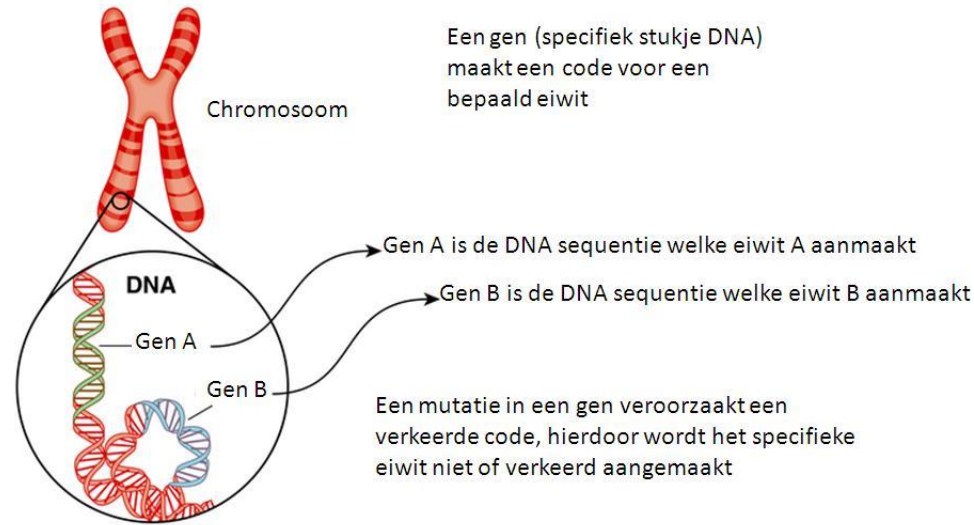 Een gen (specifiek stukje DNA)
maakt een code voor een
bepaald eiwit
Chromosoom
Gen A is de DNA sequentie welke eiwit A aanmaakt
DNA
Gen B is de DNA sequentie welke eiwit B aanmaakt
Gen A
Gen B
Een mutatie in een gen veroorzaakt een
verkeerde code, hierdoor wordt het specifieke
eiwit niet of verkeerd aangemaakt